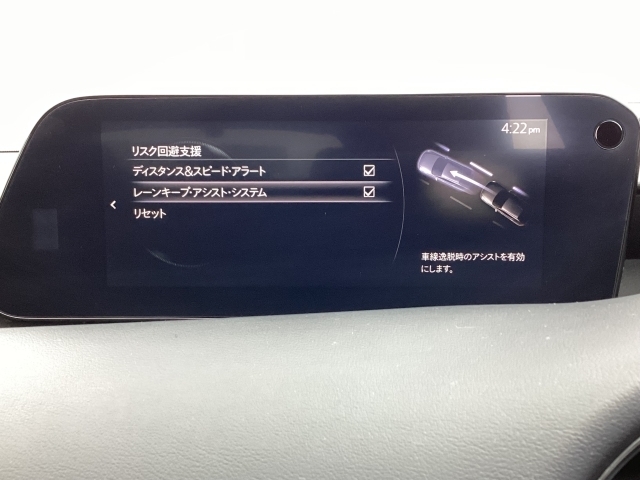 4:22pm
リスク回避支援
ディスタンス&スピード・アラート
レーンキープ・アシスト・システム
リセット
車線逸脱時のアシストを有効
にします。